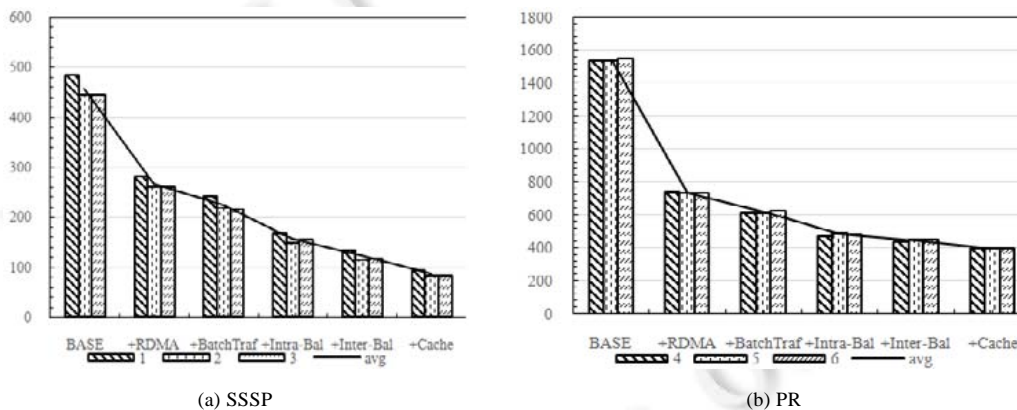 600
500
400
300
200
100
0
BASE +RDMA +BatchTraf +Intra-Bal +Inter-Bal +Cache
1 2 3 avg
(a) SSSP
1800
1600
1400
1200
1000
800
600
400
200
0
BASE +RDMA +BatchTraf +Intra-Bal +Inter-Bal +Cache
4 5 6 avg
(b) PR